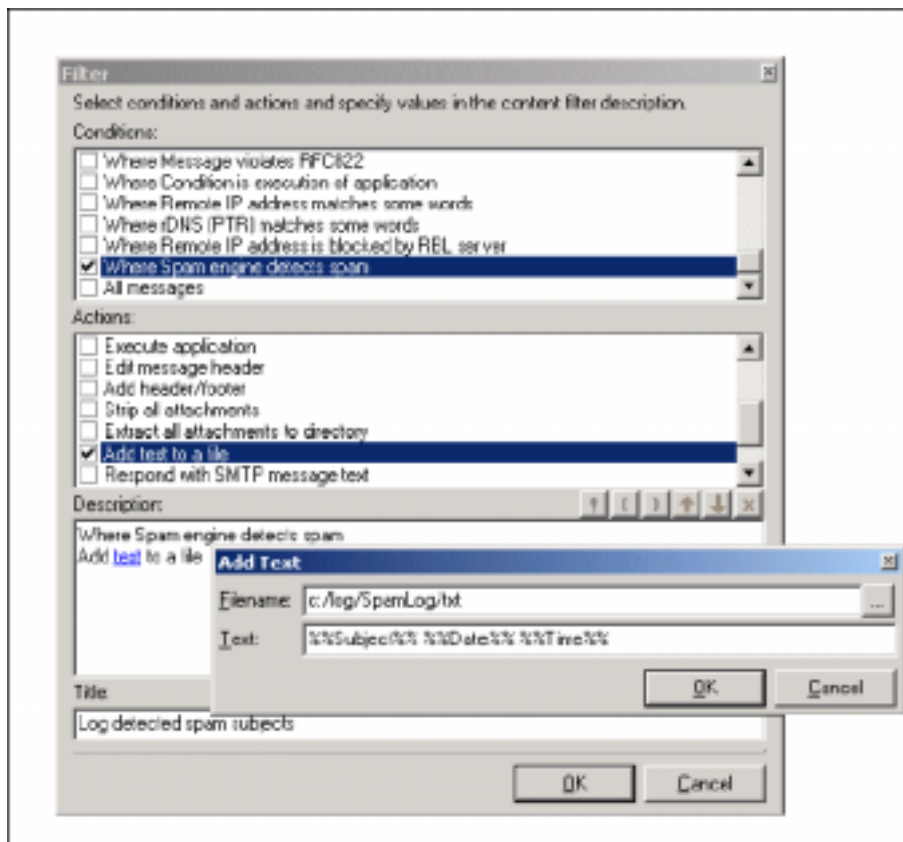 Filter
Select conditions and actions and specify values in the content filter description.
Conditions:
Where Message violates RFC822
Where Condition is execution of application
Where Remote IP address matches some words
Where rDNS (PTR) matches some words
Where Remote IP address is blocked by RBL server
Where Spam engine detects spam
All messages
Actions:
Execute application
Edit message header
Add header/footer
Strip all attachments
Extract all attachments to directory
Add text to a file
Respond with SMTP message text
Description:
Where Spam engine detects spam
Add text to a file
Add Text
Filename:
c:/log/SpamLog/txt
...
Text:
%%Subject%% %%Date%% %%Time%%
OK
Cancel
Title:
Log detected spam subjects
OK
Cancel